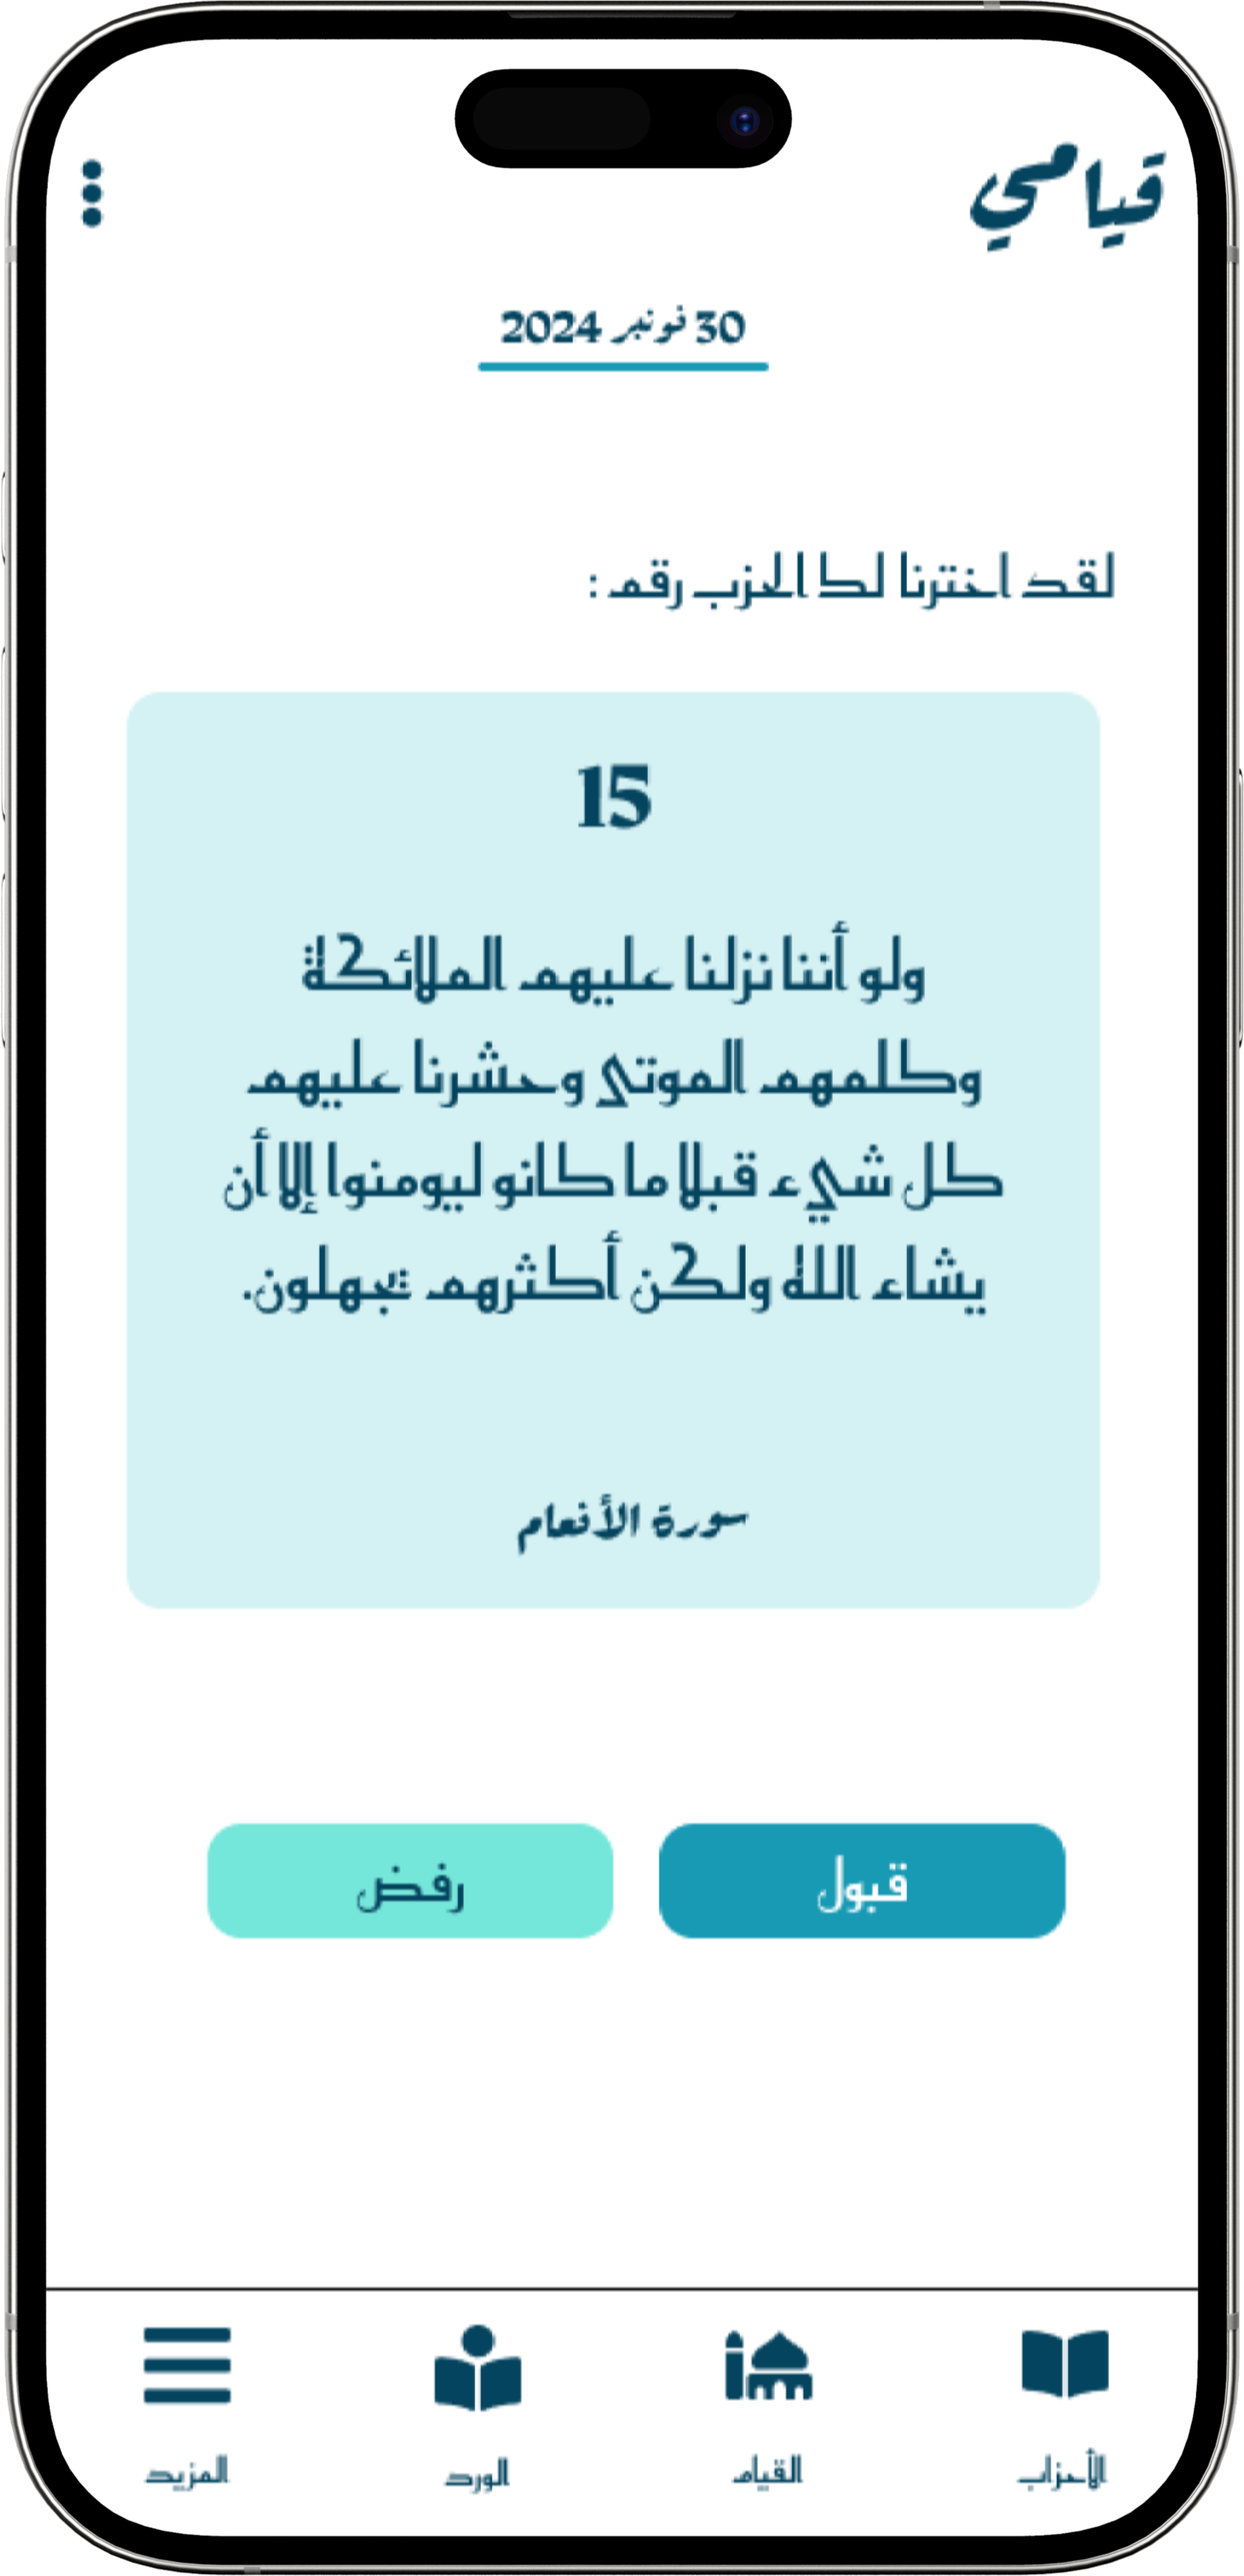 قيامي
30 نونبر 2024
لقد اخترنا لك الحزب رقم :
15
ولو أننا نزلنا عليهم الملائكة
وكلمهم الموتى وحشرنا عليهم
كل شيء قبلا ما كانو ليومنوا إلا أن
يشاء الله ولكن أكثرهم يجهلون.
سورة الأنعام
قبول
رفض
الأحزاب
القيام
الورد
المزيد